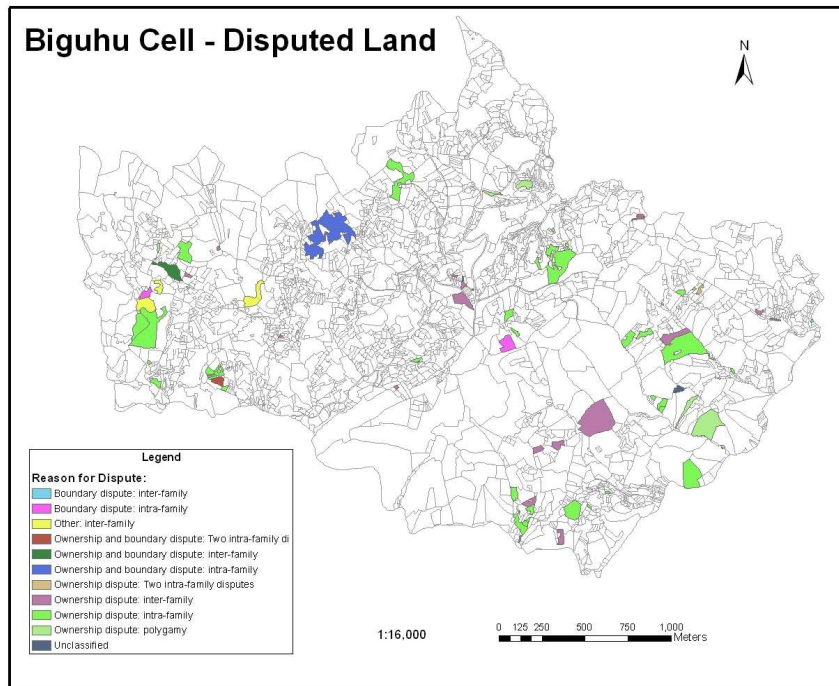 Biguhu Cell - Disputed Land
N
Legend
Reason for Dispute:
Boundary dispute: inter-family
Boundary dispute: intra-family
Other: inter-family
Ownership and boundary dispute: Two intra-family di
Ownership and boundary dispute: inter-family
Ownership and boundary dispute: intra-family
Ownership dispute: Two intra-family disputes
Ownership dispute: inter-family
Ownership dispute: intra-family
Ownership dispute: polygamy
Unclassified
1:16,000
0 125 250 500 750 1,000
Meters